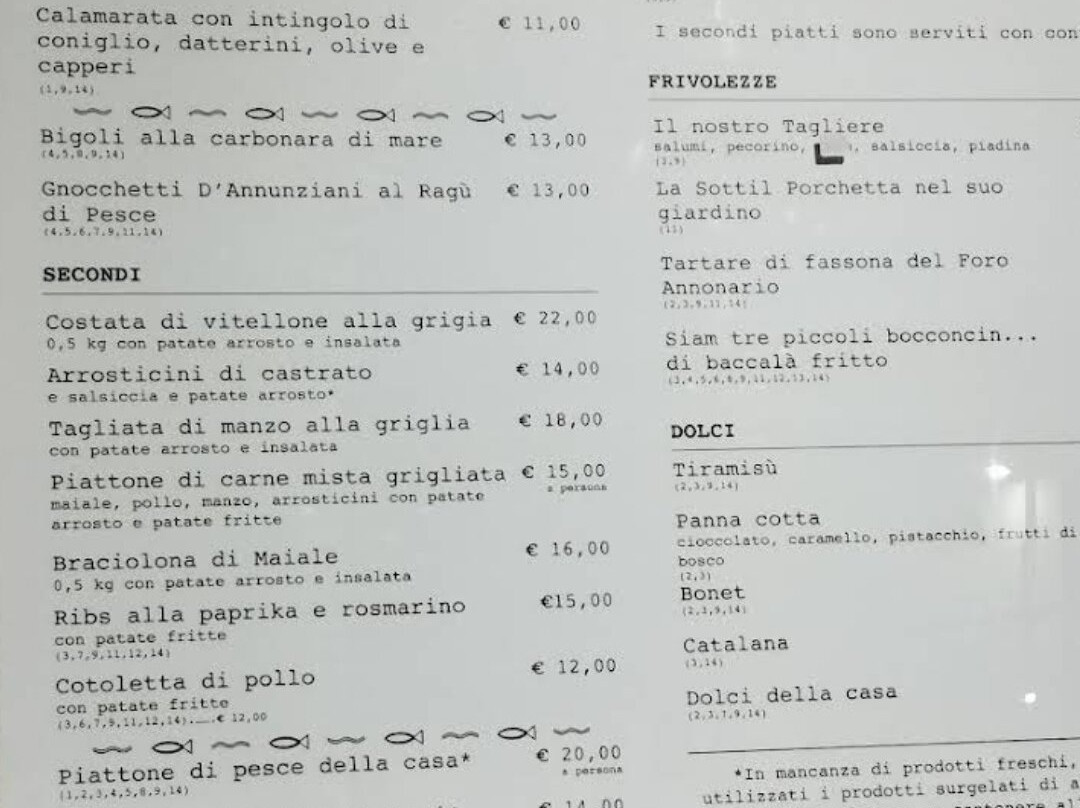 Calamarata con intingolo di € 11,00
coniglio, datterini, olive e
capperi
(1,9,14)
Bigoli alla carbonara di mare € 13,00
(4,5,8,9,14)
Gnocchetti D'Annunziani al Ragù € 13,00
di Pesce
(4,5,6,7,9,11,14)
SECONDI
Costata di vitellone alla grigia € 22,00
0,5 kg con patate arrosto e insalata
Arrosticini di castrato € 14,00
e salsiccia e patate arrosto*
Tagliata di manzo alla griglia € 18,00
con patate arrosto e insalata
Piattone di carne mista grigliata € 15,00
a persona
maiale, pollo, manzo, arrosticini con patate
arrosto e patate fritte
Braciolona di Maiale € 16,00
0,5 kg con patate arrosto e insalata
Ribs alla paprika e rosmarino €15,00
con patate fritte
(3,7,9,11,12,14)
Cotoletta di pollo € 12,00
con patate fritte
(3,6,7,9,11,12,14).……€ 12,00
Piattone di pesce della casa* € 20,00
a persona
(1,2,3,4,5,8,9,14)
€ 14,00
I secondi piatti sono serviti con
FRIVOLEZZE
Il nostro Tagliere
salumi, pecorino, salsiccia, piadina
La Sottil Porchetta nel suo
giardino
(11)
Tartare di fassona del Foro
Annonario
(2,3,9,11,14)
Siam tre piccoli bocconcin...
di baccalà fritto
(3,4,5,6,8,9,11,12,13,14)
DOLCI
Tiramisù
(2,3,9,14)
Panna cotta
cioccolato, caramello, pistacchio, frutti di
bosco
(2,3)
Bonet
(2,3,9,14)
Catalana
(3,14)
Dolci della casa
(2,3,7,9,14)
*In mancanza di prodotti freschi,
utilizzati i prodotti surgelati di